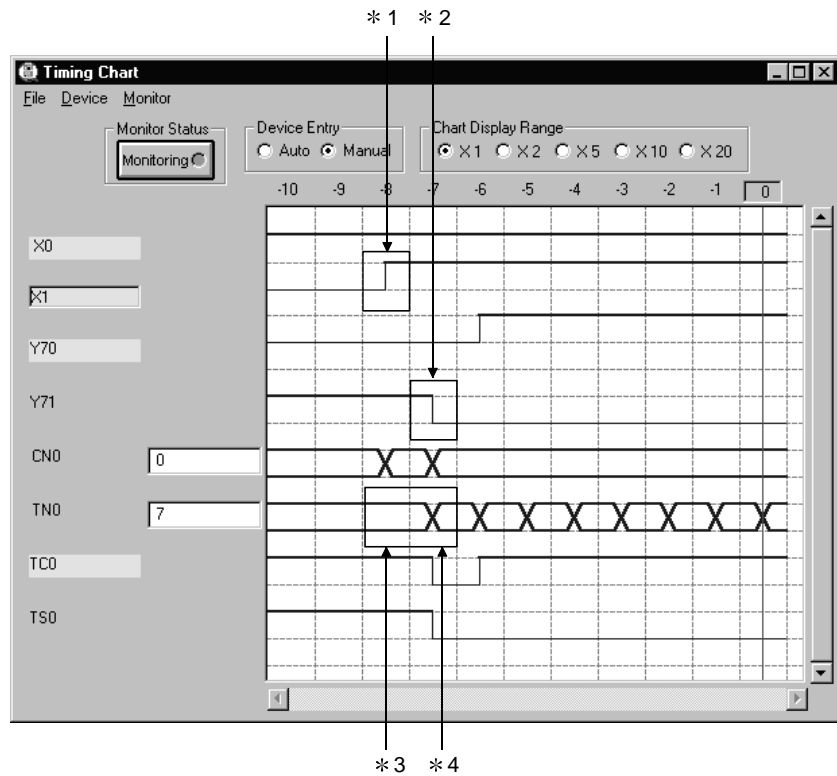 *1 *2
Timing Chart
File Device Monitor
Monitor Status Device Entry Chart Display Range
Monitoring Auto Manual X1 X2 X5 X10 X20
-10 -9 -8 -7 -6 -5 -4 -3 -2 -1 0
X0
X1
Y70
Y71
CN0 0
TN0 7
TC0
TS0
*3 *4